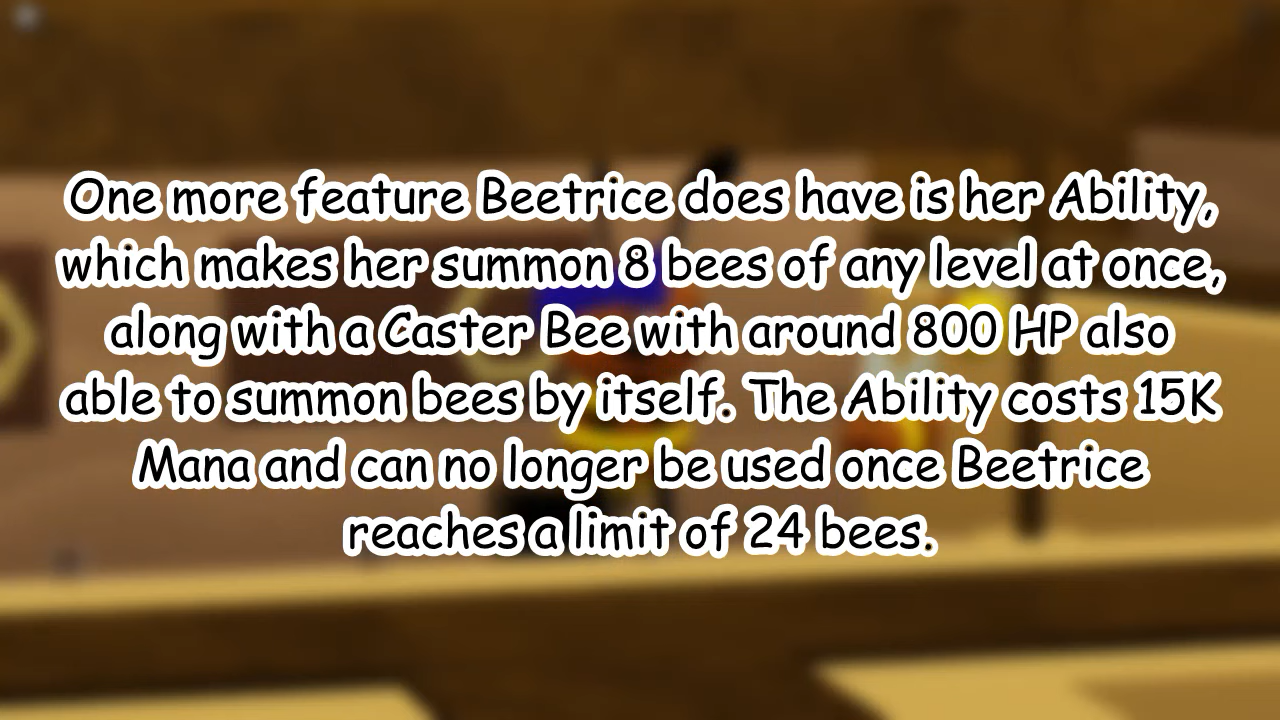 One more feature Beetrice does have is her Ability,
which makes her summon 8 bees of any level at once,
along with a Caster Bee with around 800 HP also
able to summon bees by itself. The Ability costs 15K
Mana and can no longer be used once Beetrice
reaches a limit of 24 bees.